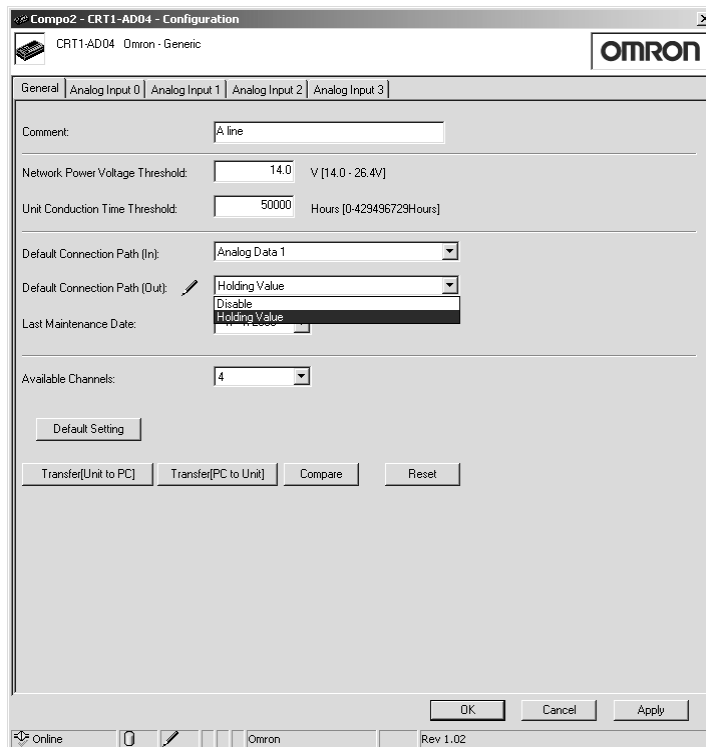 Compo2 - CRT1-AD04 - Configuration
CRT1-AD04 Omron - Generic
OMRON
General Analog Input 0 Analog Input 1 Analog Input 2 Analog Input 3
Comment: A line
Network Power Voltage Threshold: 14.0 V [14.0 - 26.4V]
Unit Conduction Time Threshold: 50000 Hours [0-429496729Hours]
Default Connection Path (In): Analog Data 1
Default Connection Path (Out): Holding Value
Disable
Holding Value
Last Maintenance Date:
Available Channels: 4
Default Setting
Transfer[Unit to PC] Transfer[PC to Unit] Compare Reset
OK Cancel Apply
Online Omron Rev 1.02